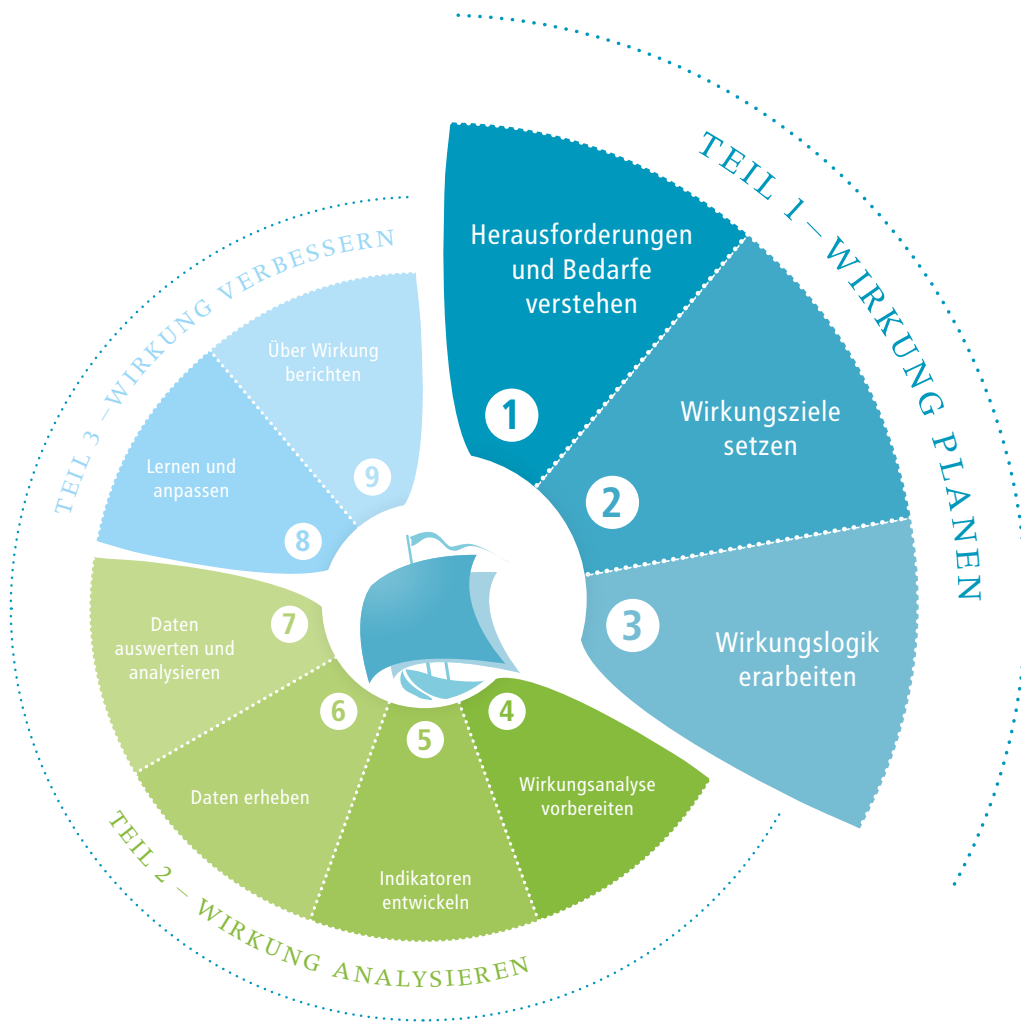 TEIL 1 – WIRKUNG PLANEN
Herausforderungen
und Bedarfe
verstehen
1
Wirkungsziele
setzen
2
3
Wirkungslogik
erarbeiten
4
Wirkungsanalyse
vorbereiten
5
Indikatoren
entwickeln
6
Daten erheben
7
Daten
auswerten und
analysieren
TEIL 2 – WIRKUNG ANALYSIEREN
8
Lernen und
anpassen
9
Über Wirkung
berichten
TEIL 3 –WIRKUNG VERBESSERN